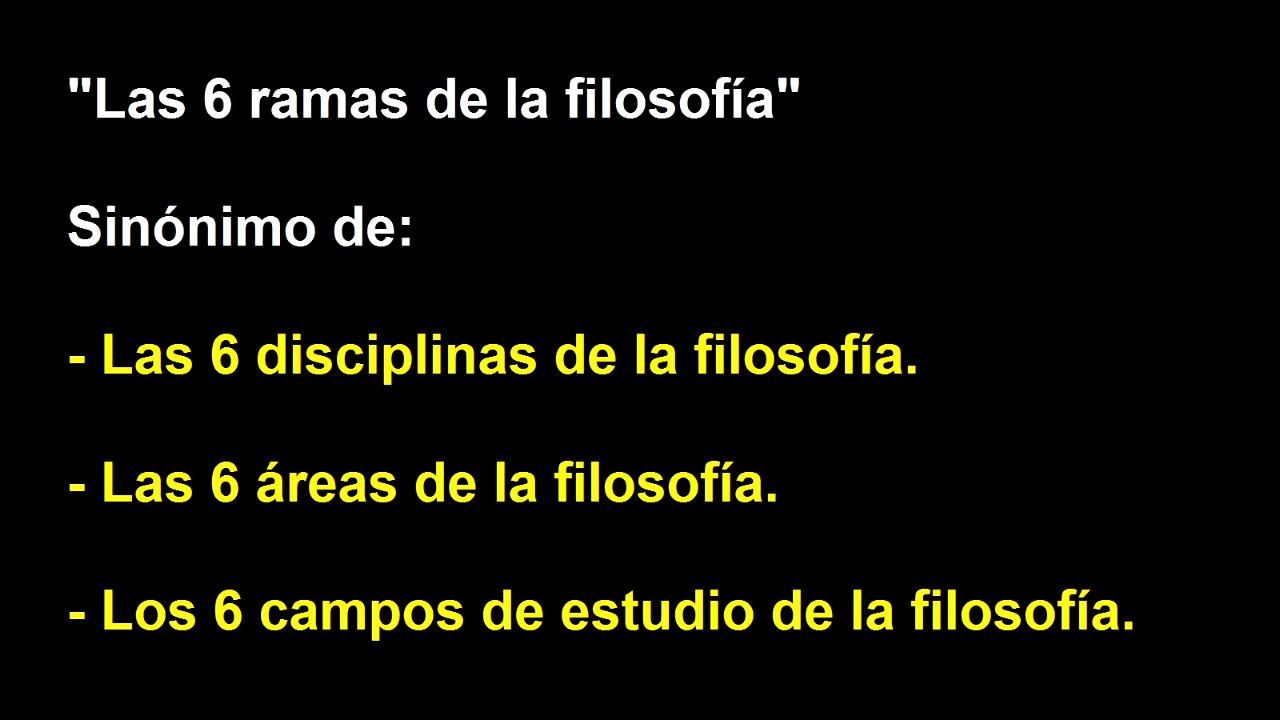 "Las 6 ramas de la filosofía"
Sinónimo de:
- Las 6 disciplinas de la filosofía.
- Las 6 áreas de la filosofía.
- Los 6 campos de estudio de la filosofía.